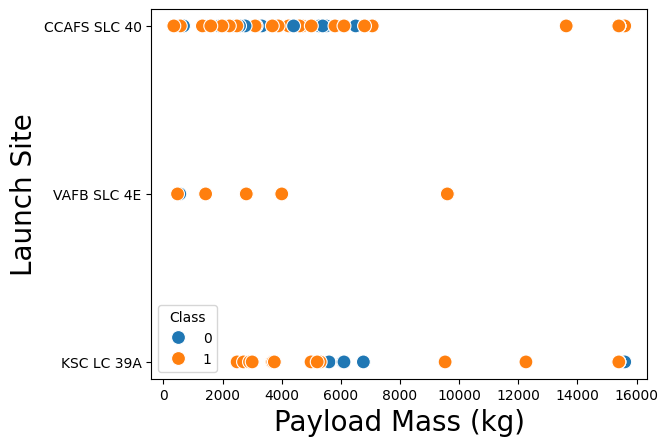 CCAFS SLC 40
VAFB SLC 4E
KSC LC 39A
Launch Site
Class
0
1
0 2000 4000 6000 8000 10000 12000 14000 16000
Payload Mass (kg)